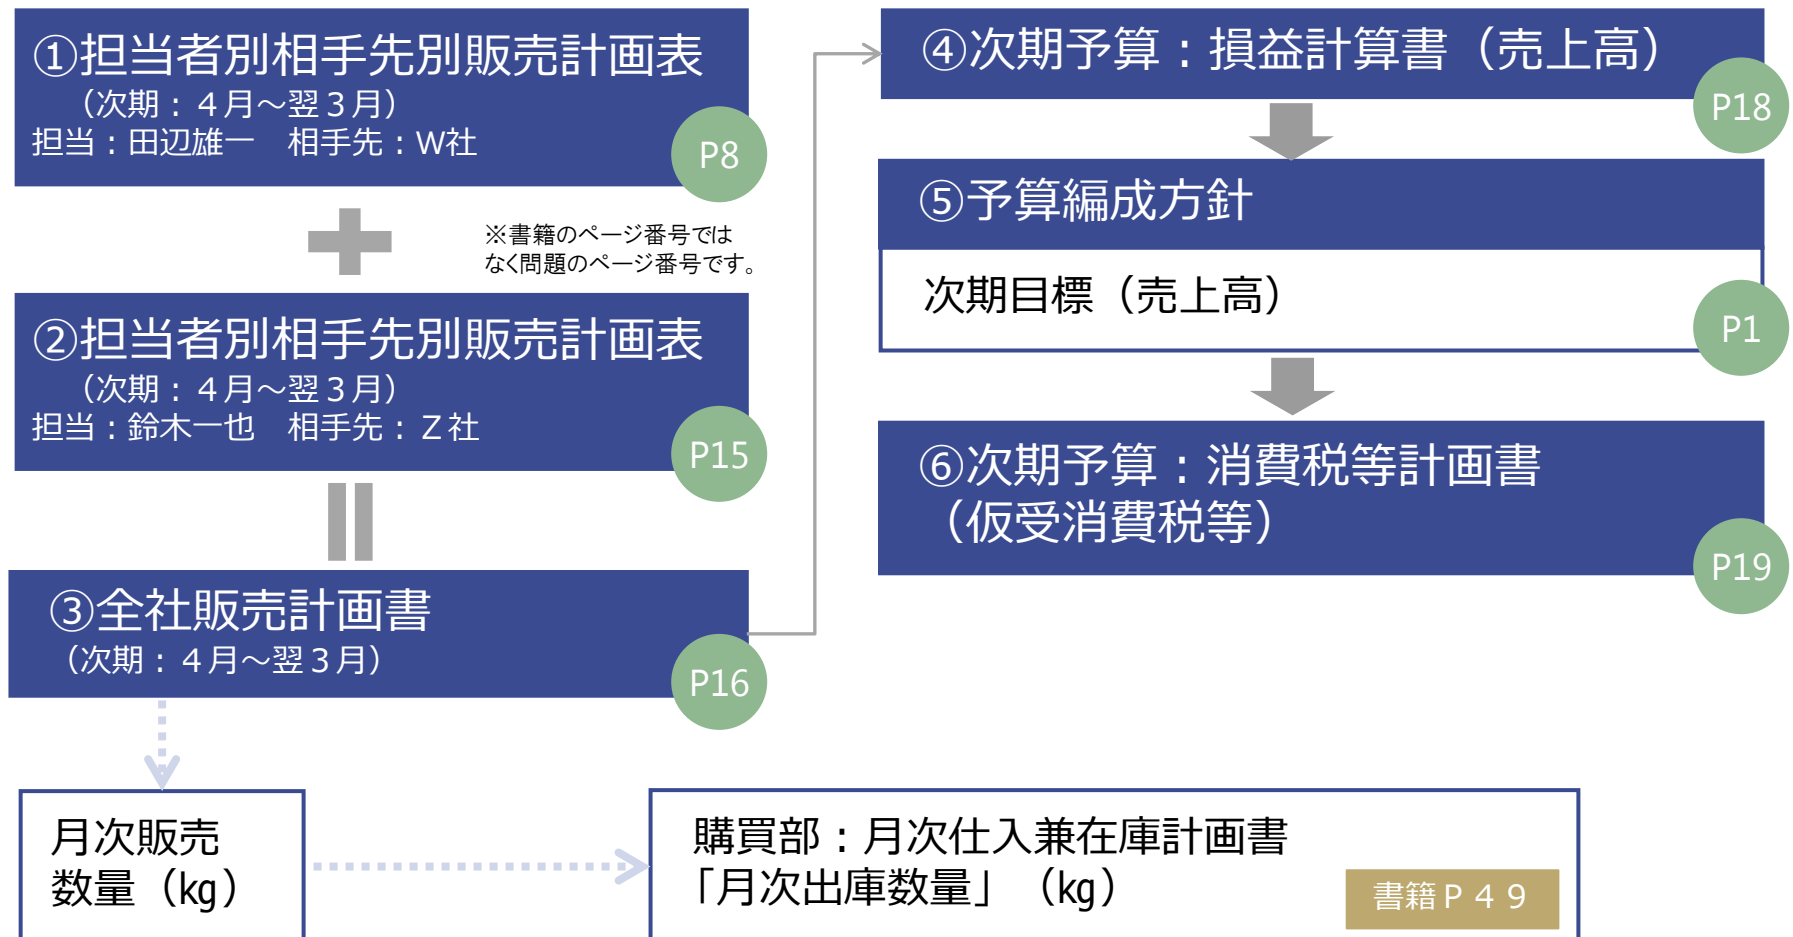 ①担当者別相手先別販売計画表
（次期：４月～翌３月）
担当：田辺雄一　相手先：W社
P8
※書籍のページ番号では
なく問題のページ番号です。
②担当者別相手先別販売計画表
（次期：４月～翌３月）
担当：鈴木一也　相手先：Ｚ社
P15
③全社販売計画書
（次期：４月～翌３月）
P16
④次期予算：損益計算書（売上高）
P18
⑤予算編成方針
次期目標（売上高）
P1
⑥次期予算：消費税等計画書
（仮受消費税等）
P19
月次販売
数量（kg）
購買部：月次仕入兼在庫計画書
「月次出庫数量」（kg）
書籍Ｐ４９